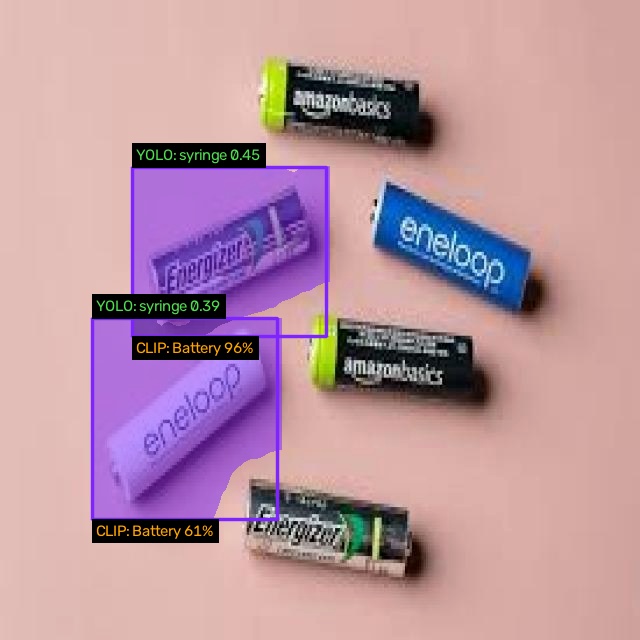 amazonbasics
YOLO: syringe 0.45
eneloop
Energizer
YOLO: syringe 0.39
CLIP: Battery 96%
amazonbasics
eneloop
Energizer
CLIP: Battery 61%